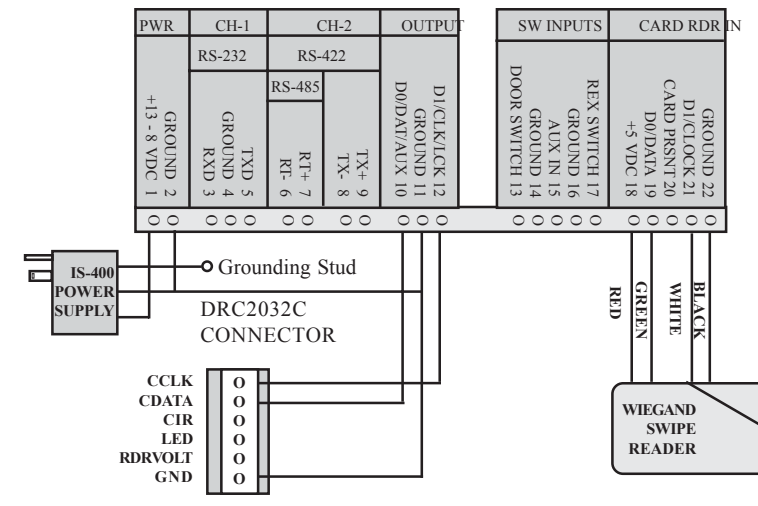 PWR CH-1 CH-2 OUTPUT SW INPUTS CARD RDR IN
RS-232 RS-422
RS-485
+13 - 8 VDC 1
GROUND 2
RXD 3
GROUND 4
TXD 5
RT- 6
RT+ 7
TX- 8
TX+ 9
D0/DAT/AUX 10
GROUND 11
D1/CLK/LCK 12
DOOR SWITCH 13
GROUND 14
AUX IN 15
GROUND 16
REX SWITCH 17
+5 VDC 18
D0/DATA 19
CARD PRSNT 20
D1/CLOCK 21
GROUND 22
IS-400
POWER
SUPPLY
Grounding Stud
DRC2032C
CONNECTOR
RED
GREEN
WHITE
BLACK
CCLK
CDATA
CIR
LED
RDRVOLT
GND
WIEGAND
SWIPE
READER